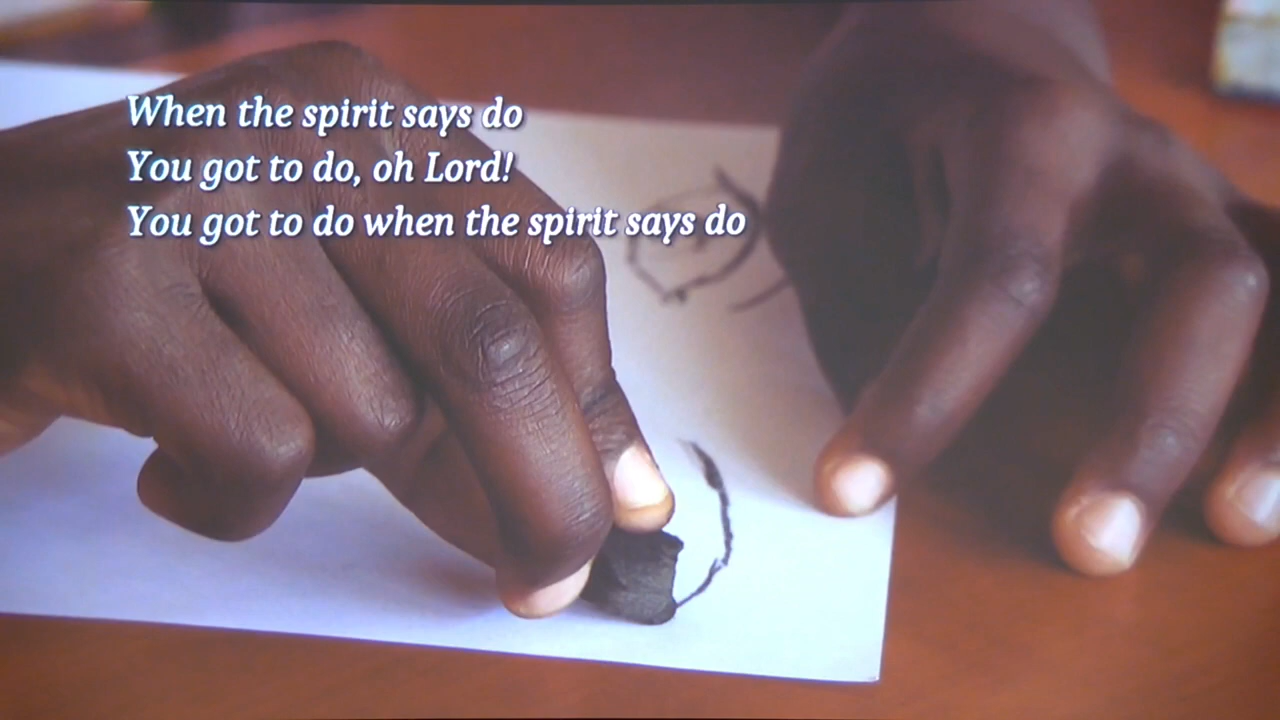 When the spirit says do
You got to do, oh Lord!
You got to do when the spirit says do